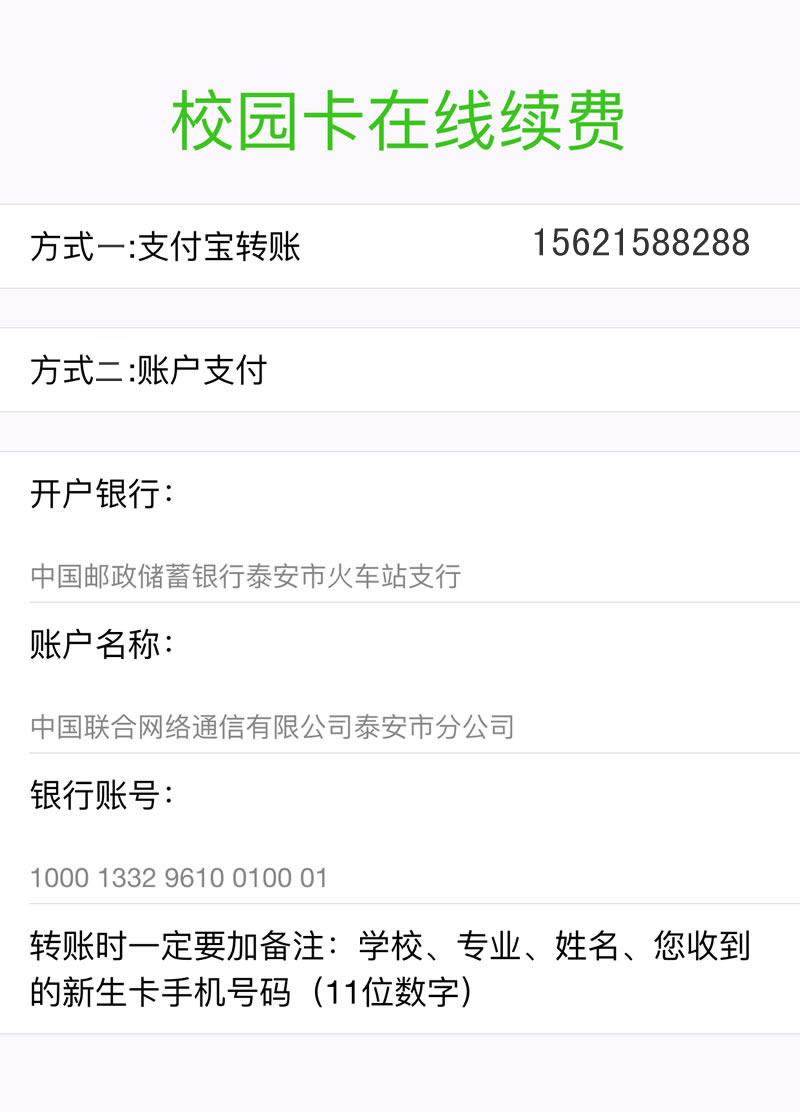 校园卡在线续费
方式一:支付宝转账 15621588288
方式二:账户支付
开户银行：
中国邮政储蓄银行泰安市火车站支行
账户名称：
中国联合网络通信有限公司泰安市分公司
银行账号：
1000 1332 9610 0100 01
转账时一定要加备注：学校、专业、姓名、您收到
的新生卡手机号码（11位数字）